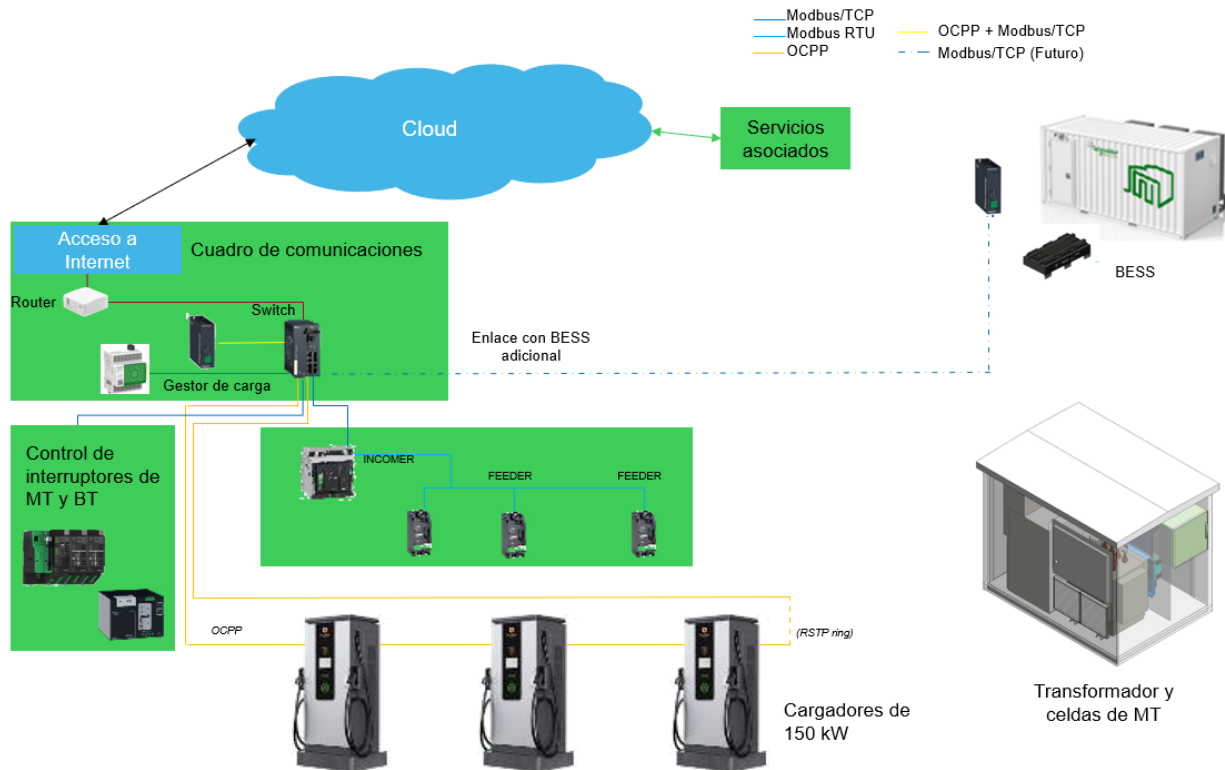 Modbus/TCP
Modbus RTU
OCPP
OCPP + Modbus/TCP
Modbus/TCP (Futuro)
Cloud
Servicios
asociados
Acceso a
Internet
Cuadro de comunicaciones
Router
Switch
Gestor de carga
Enlace con BESS
adicional
BESS
Control de
interruptores de
MT y BT
INCOMER
FEEDER
FEEDER
OCPP
(RSTP ring)
Cargadores de
150 kW
Transformador y
celdas de MT